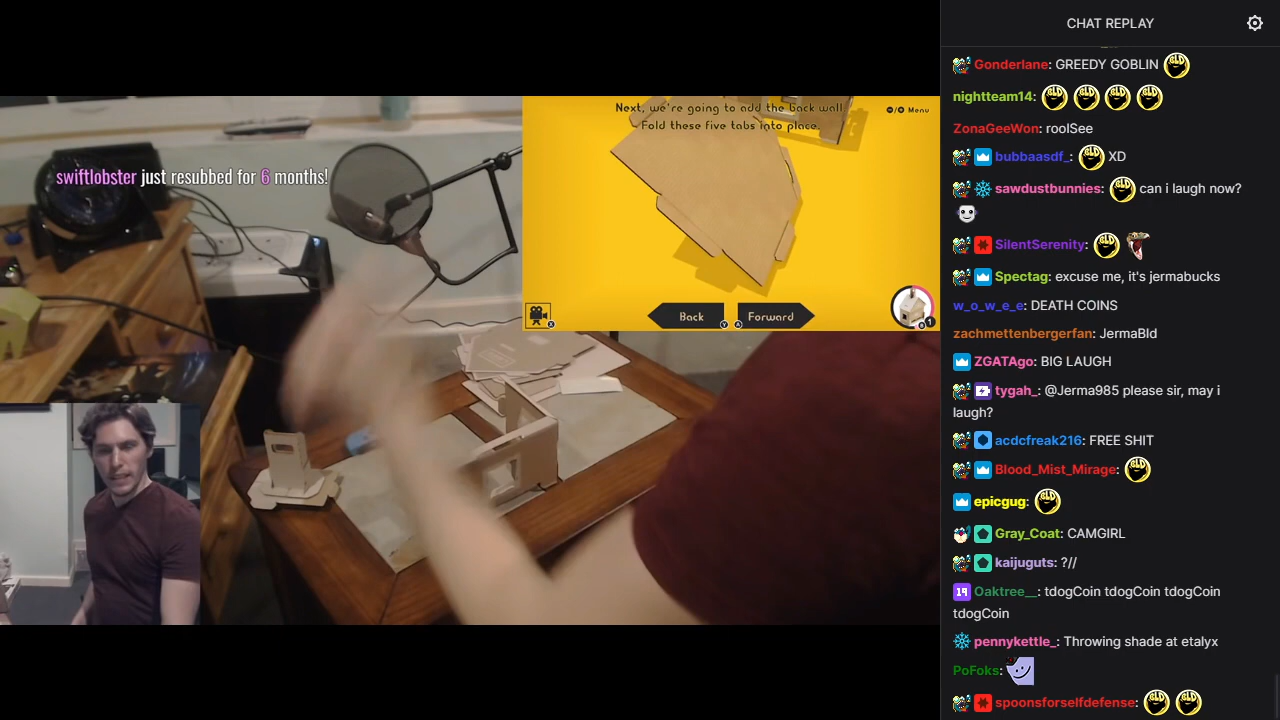 CHAT REPLAY
Gonderlane: GREEDY GOBLIN
nightteam14:
ZonaGeeWon: roolSee
bubbaasdf_: XD
sawdustbunnies: can i laugh now?
SilentSerenity:
Spectag: excuse me, it's jermabucks
w_o_w_e_e: DEATH COINS
zachmettenbergerfan: JermaBld
ZGATAgo: BIG LAUGH
tygah_: @Jerma985 please sir, may i
laugh?
acdcfreak216: FREE SHIT
Blood_Mist_Mirage:
epicgug:
Gray_Coat: CAMGIRL
kaijuguts: ?//
Oaktree__: tdogCoin tdogCoin tdogCoin
tdogCoin
pennykettle_: Throwing shade at etalyx
PoFoks:
spoonsforselfdefense:
swiftlobster just resubbed for 6 months!
Next, we're going to add the back wall.
Fold these five tabs into place.
Menu
Back
Forward